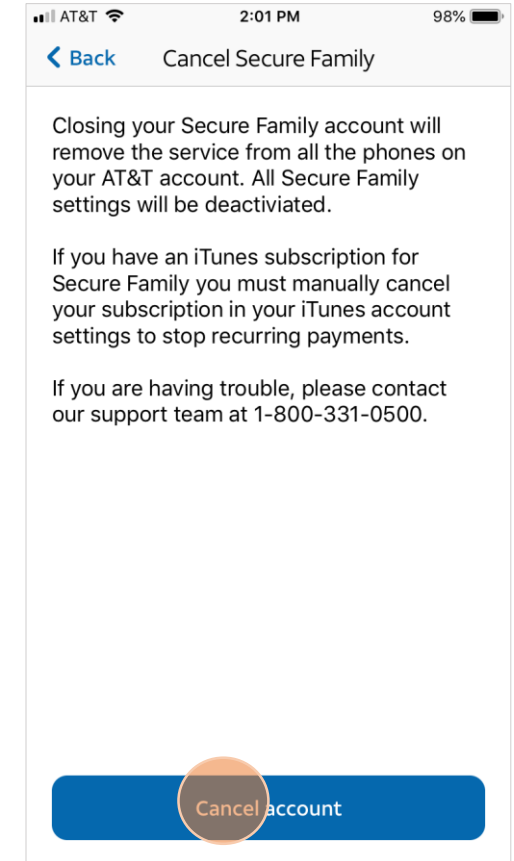 AT&T 2:01 PM 98%
Back Cancel Secure Family
Closing your Secure Family account will
remove the service from all the phones on
your AT&T account. All Secure Family
settings will be deactiviated.
If you have an iTunes subscription for
Secure Family you must manually cancel
your subscription in your iTunes account
settings to stop recurring payments.
If you are having trouble, please contact
our support team at 1-800-331-0500.
Cancel account